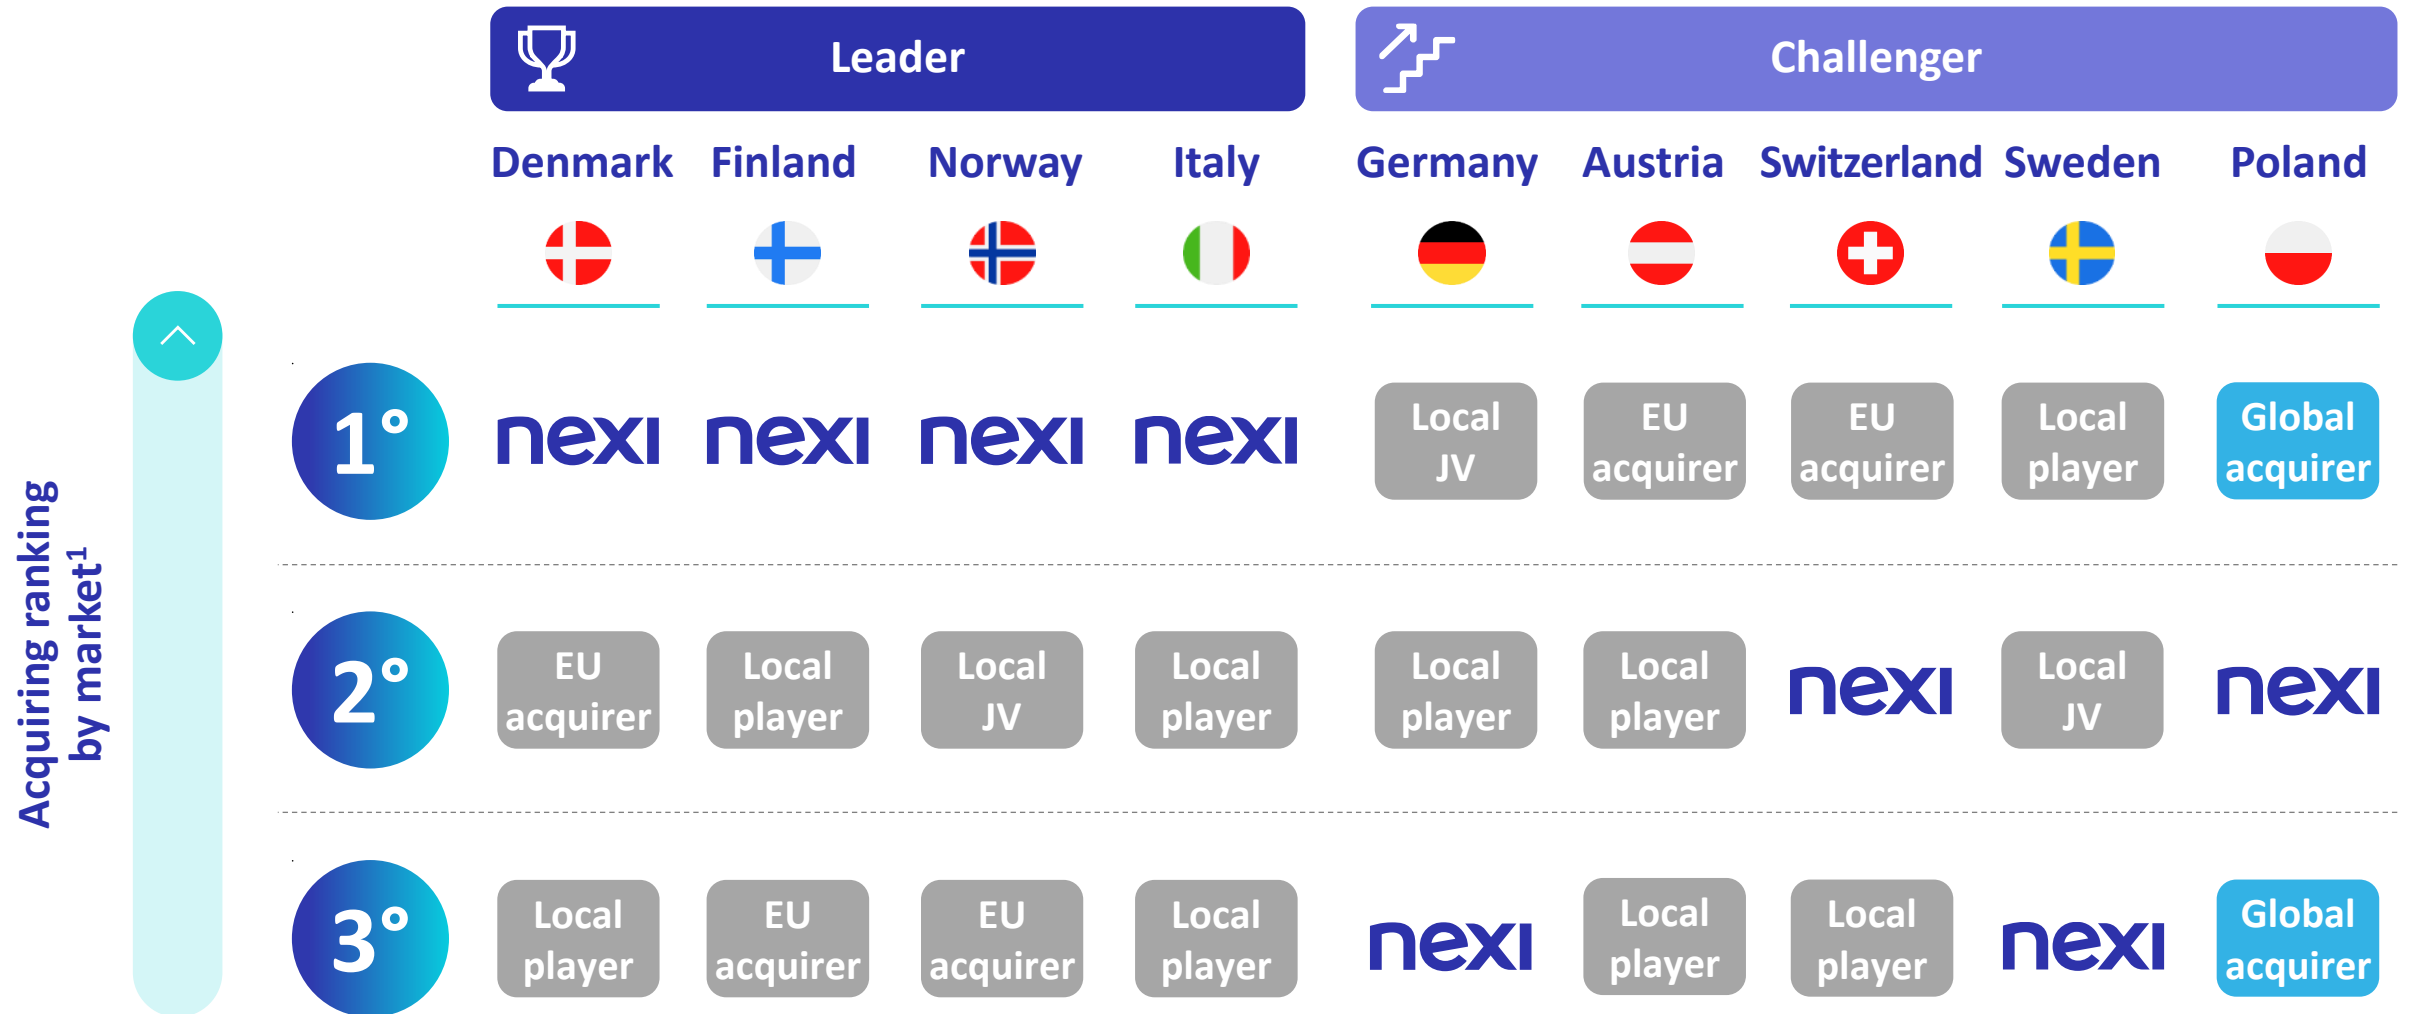 Leader
Challenger
Denmark Finland Norway Italy Germany Austria Switzerland Sweden Poland
Acquiring ranking
by market¹
1°
nexi nexi nexi nexi
Local JV
EU acquirer
EU acquirer
Local player
Global acquirer
2°
EU acquirer
Local player
Local JV
Local player
Local player
Local player
nexi
Local JV
nexi
3°
Local player
EU acquirer
EU acquirer
Local player
nexi
Local player
Local player
nexi
Global acquirer